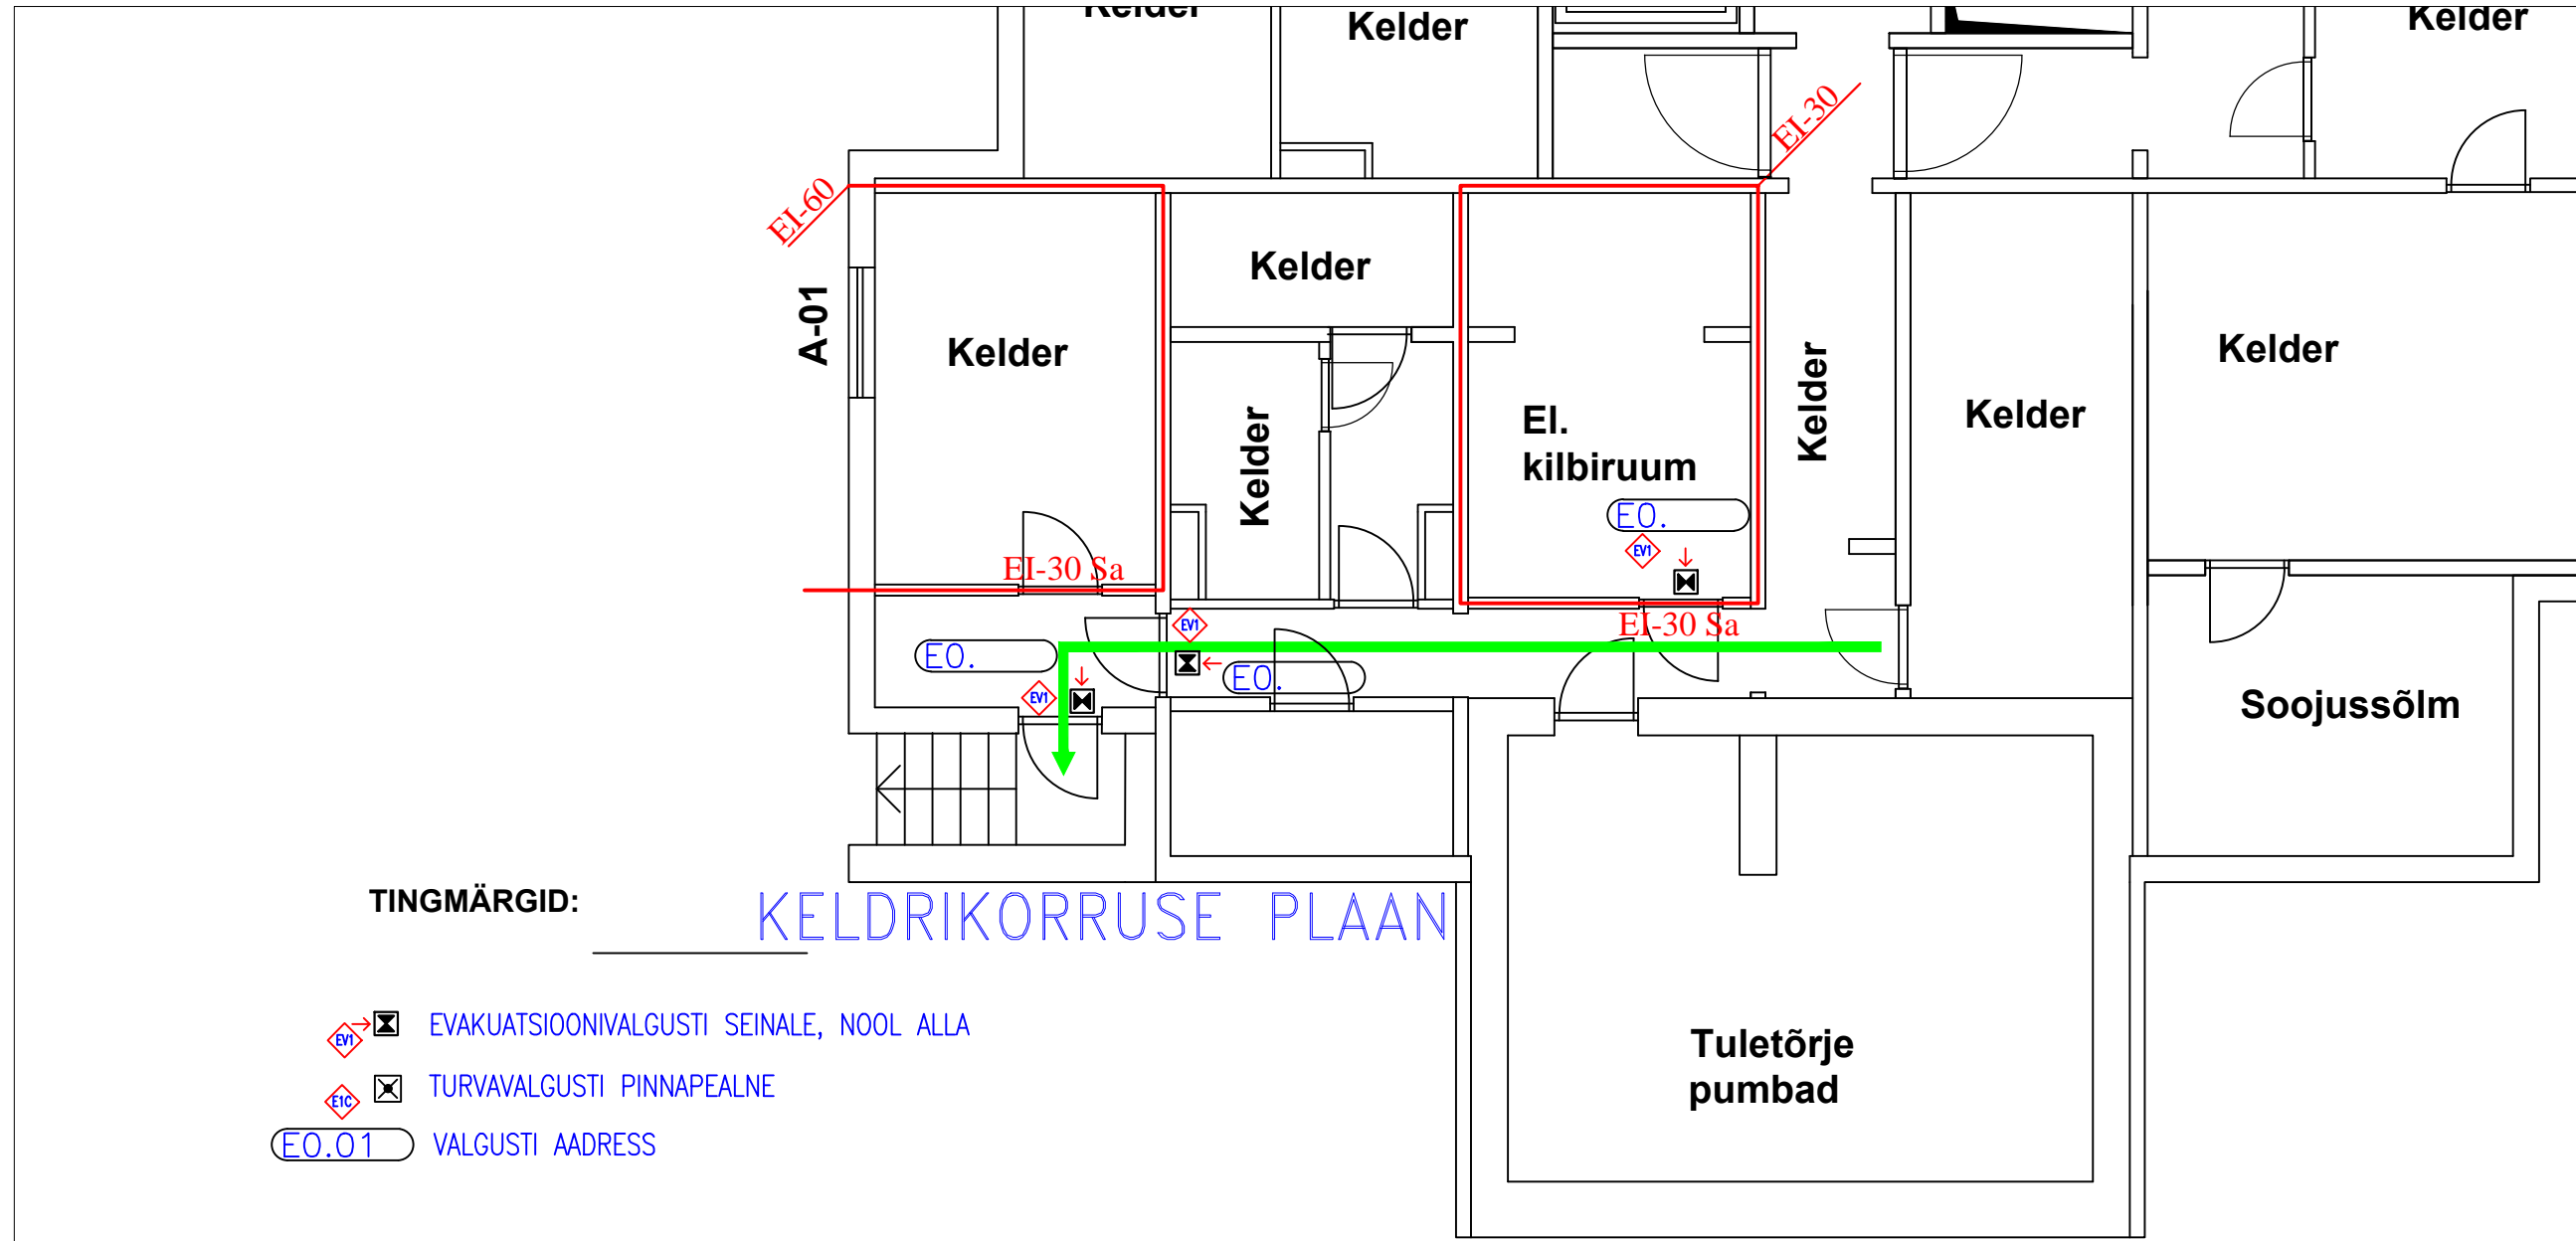 Kelder
Kelder
Kelder
EI-60
EI-30
A-01
Kelder
Kelder
Kelder
El.
kilbiruum
Kelder
Kelder
Kelder
E0.
EV1
EI-30 Sa
EI-30 Sa
EV1
E0.
E0.
EV1
Soojussõlm
TINGMÄRGID:
KELDRIKORRUSE PLAAN
EV1 EVAKUATSIOONIVALGUSTI SEINALE, NOOL ALLA
E1C TURVAVALGUSTI PINNAPEALNE
E0.01 VALGUSTI AADRESS
Tuletõrje
pumbad